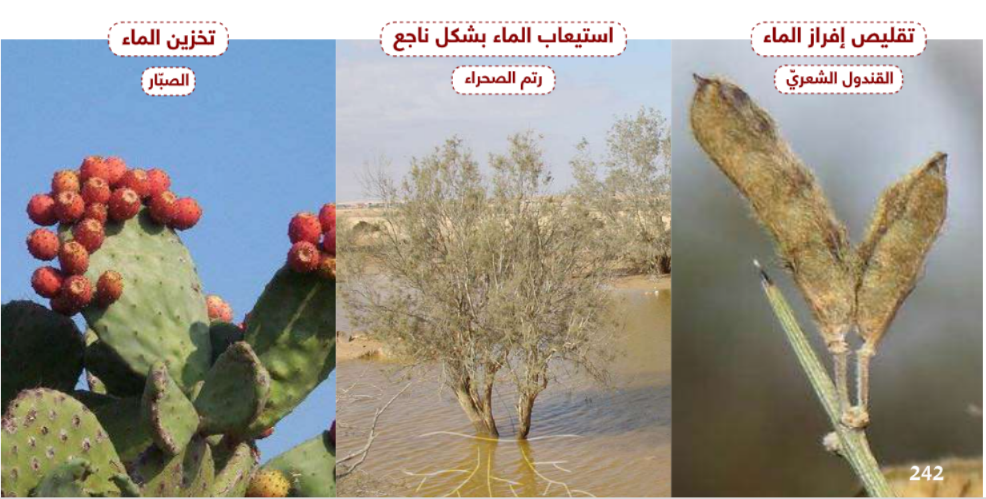 تقليص إفراز الماء
القندول الشعريّ
استيعاب الماء بشكل ناجع
رتم الصحراء
تخزين الماء
الصبّار
242